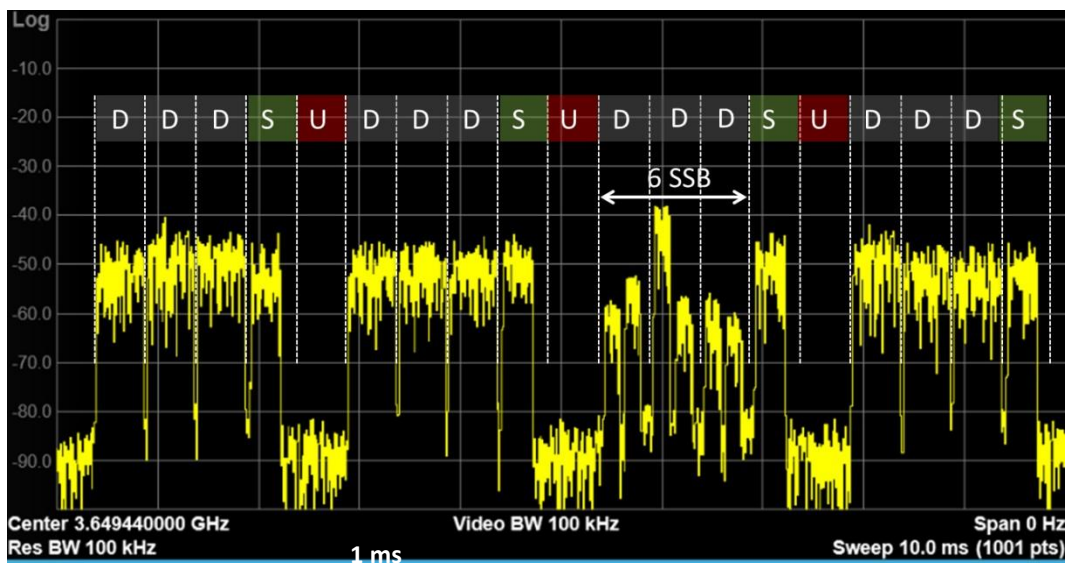 Log
-10.0
D D D S U D D D S U D D D S U D D D S
-20.0
-30.0
6 SSB
-40.0
-50.0
-60.0
-70.0
-80.0
-90.0
Center 3.649440000 GHz Video BW 100 kHz Span 0 Hz
Res BW 100 kHz 1 ms Sweep 10.0 ms (1001 pts)